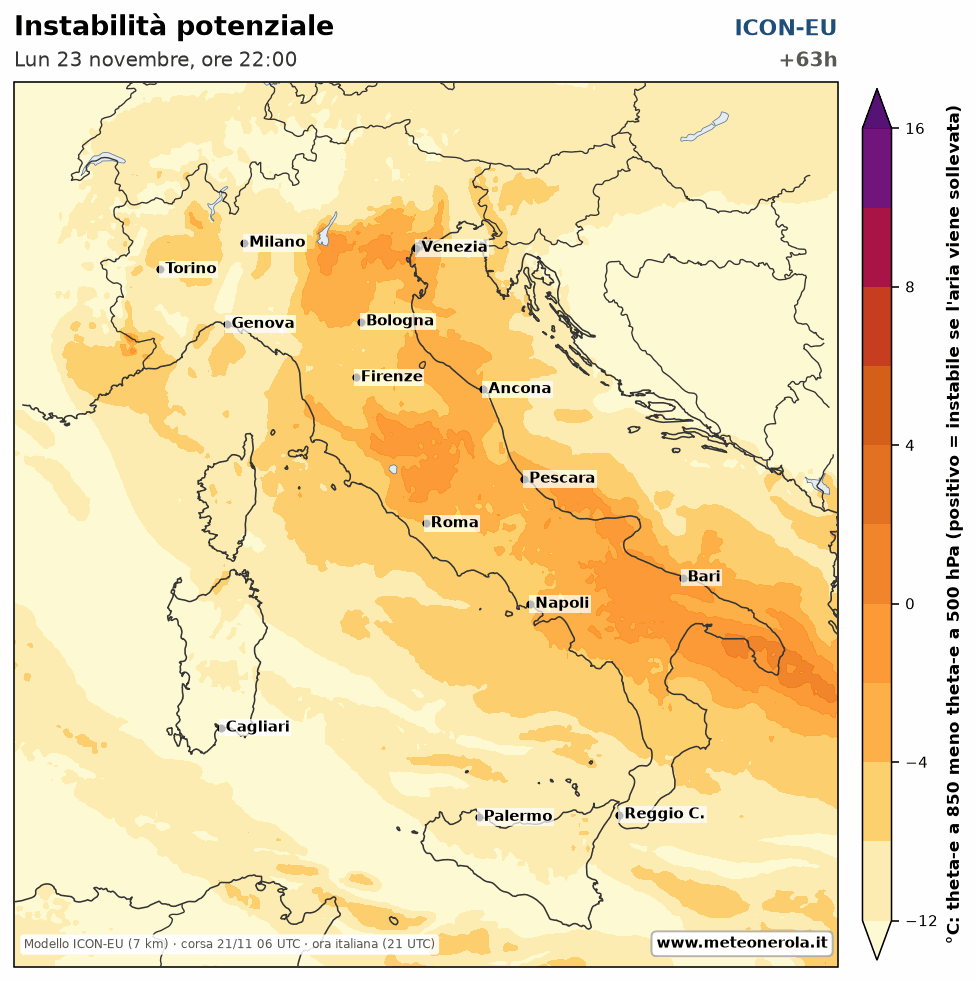 Instabilità potenziale
ICON-EU
Lun 23 novembre, ore 22:00
+63h
Milano
Venezia
Torino
Genova
Bologna
Firenze
Ancona
Pescara
Roma
Bari
Napoli
Cagliari
Palermo
Reggio C.
16
8
4
0
−4
−12
°C: theta-e a 850 meno theta-e a 500 hPa (positivo = instabile se l'aria viene sollevata)
Modello ICON-EU (7 km) · corsa 21/11 06 UTC · ora italiana (21 UTC)
www.meteonerola.it